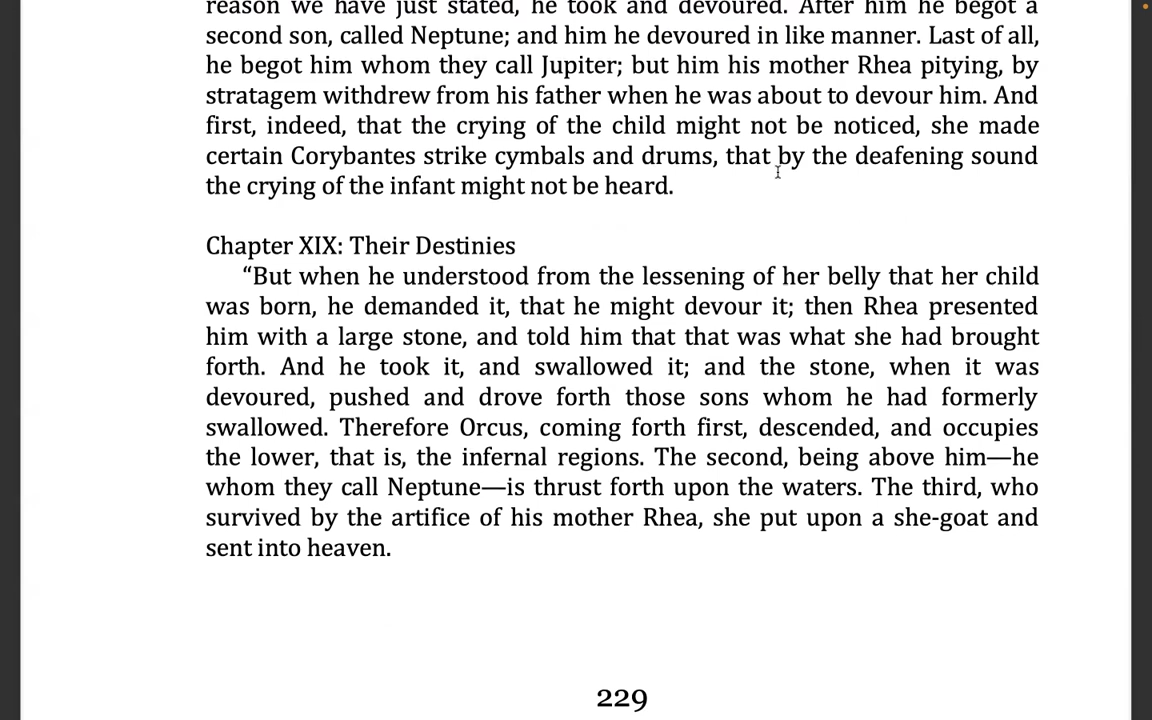 reason we have just stated, he took and devoured. After him he begot a
second son, called Neptune; and him he devoured in like manner. Last of all,
he begot him whom they call Jupiter; but him his mother Rhea pitying, by
stratagem withdrew from his father when he was about to devour him. And
first, indeed, that the crying of the child might not be noticed, she made
certain Corybantes strike cymbals and drums, that by the deafening sound
the crying of the infant might not be heard.
Chapter XIX: Their Destinies
“But when he understood from the lessening of her belly that her child
was born, he demanded it, that he might devour it; then Rhea presented
him with a large stone, and told him that that was what she had brought
forth. And he took it, and swallowed it; and the stone, when it was
devoured, pushed and drove forth those sons whom he had formerly
swallowed. Therefore Orcus, coming forth first, descended, and occupies
the lower, that is, the infernal regions. The second, being above him—he
whom they call Neptune—is thrust forth upon the waters. The third, who
survived by the artifice of his mother Rhea, she put upon a she-goat and
sent into heaven.
229